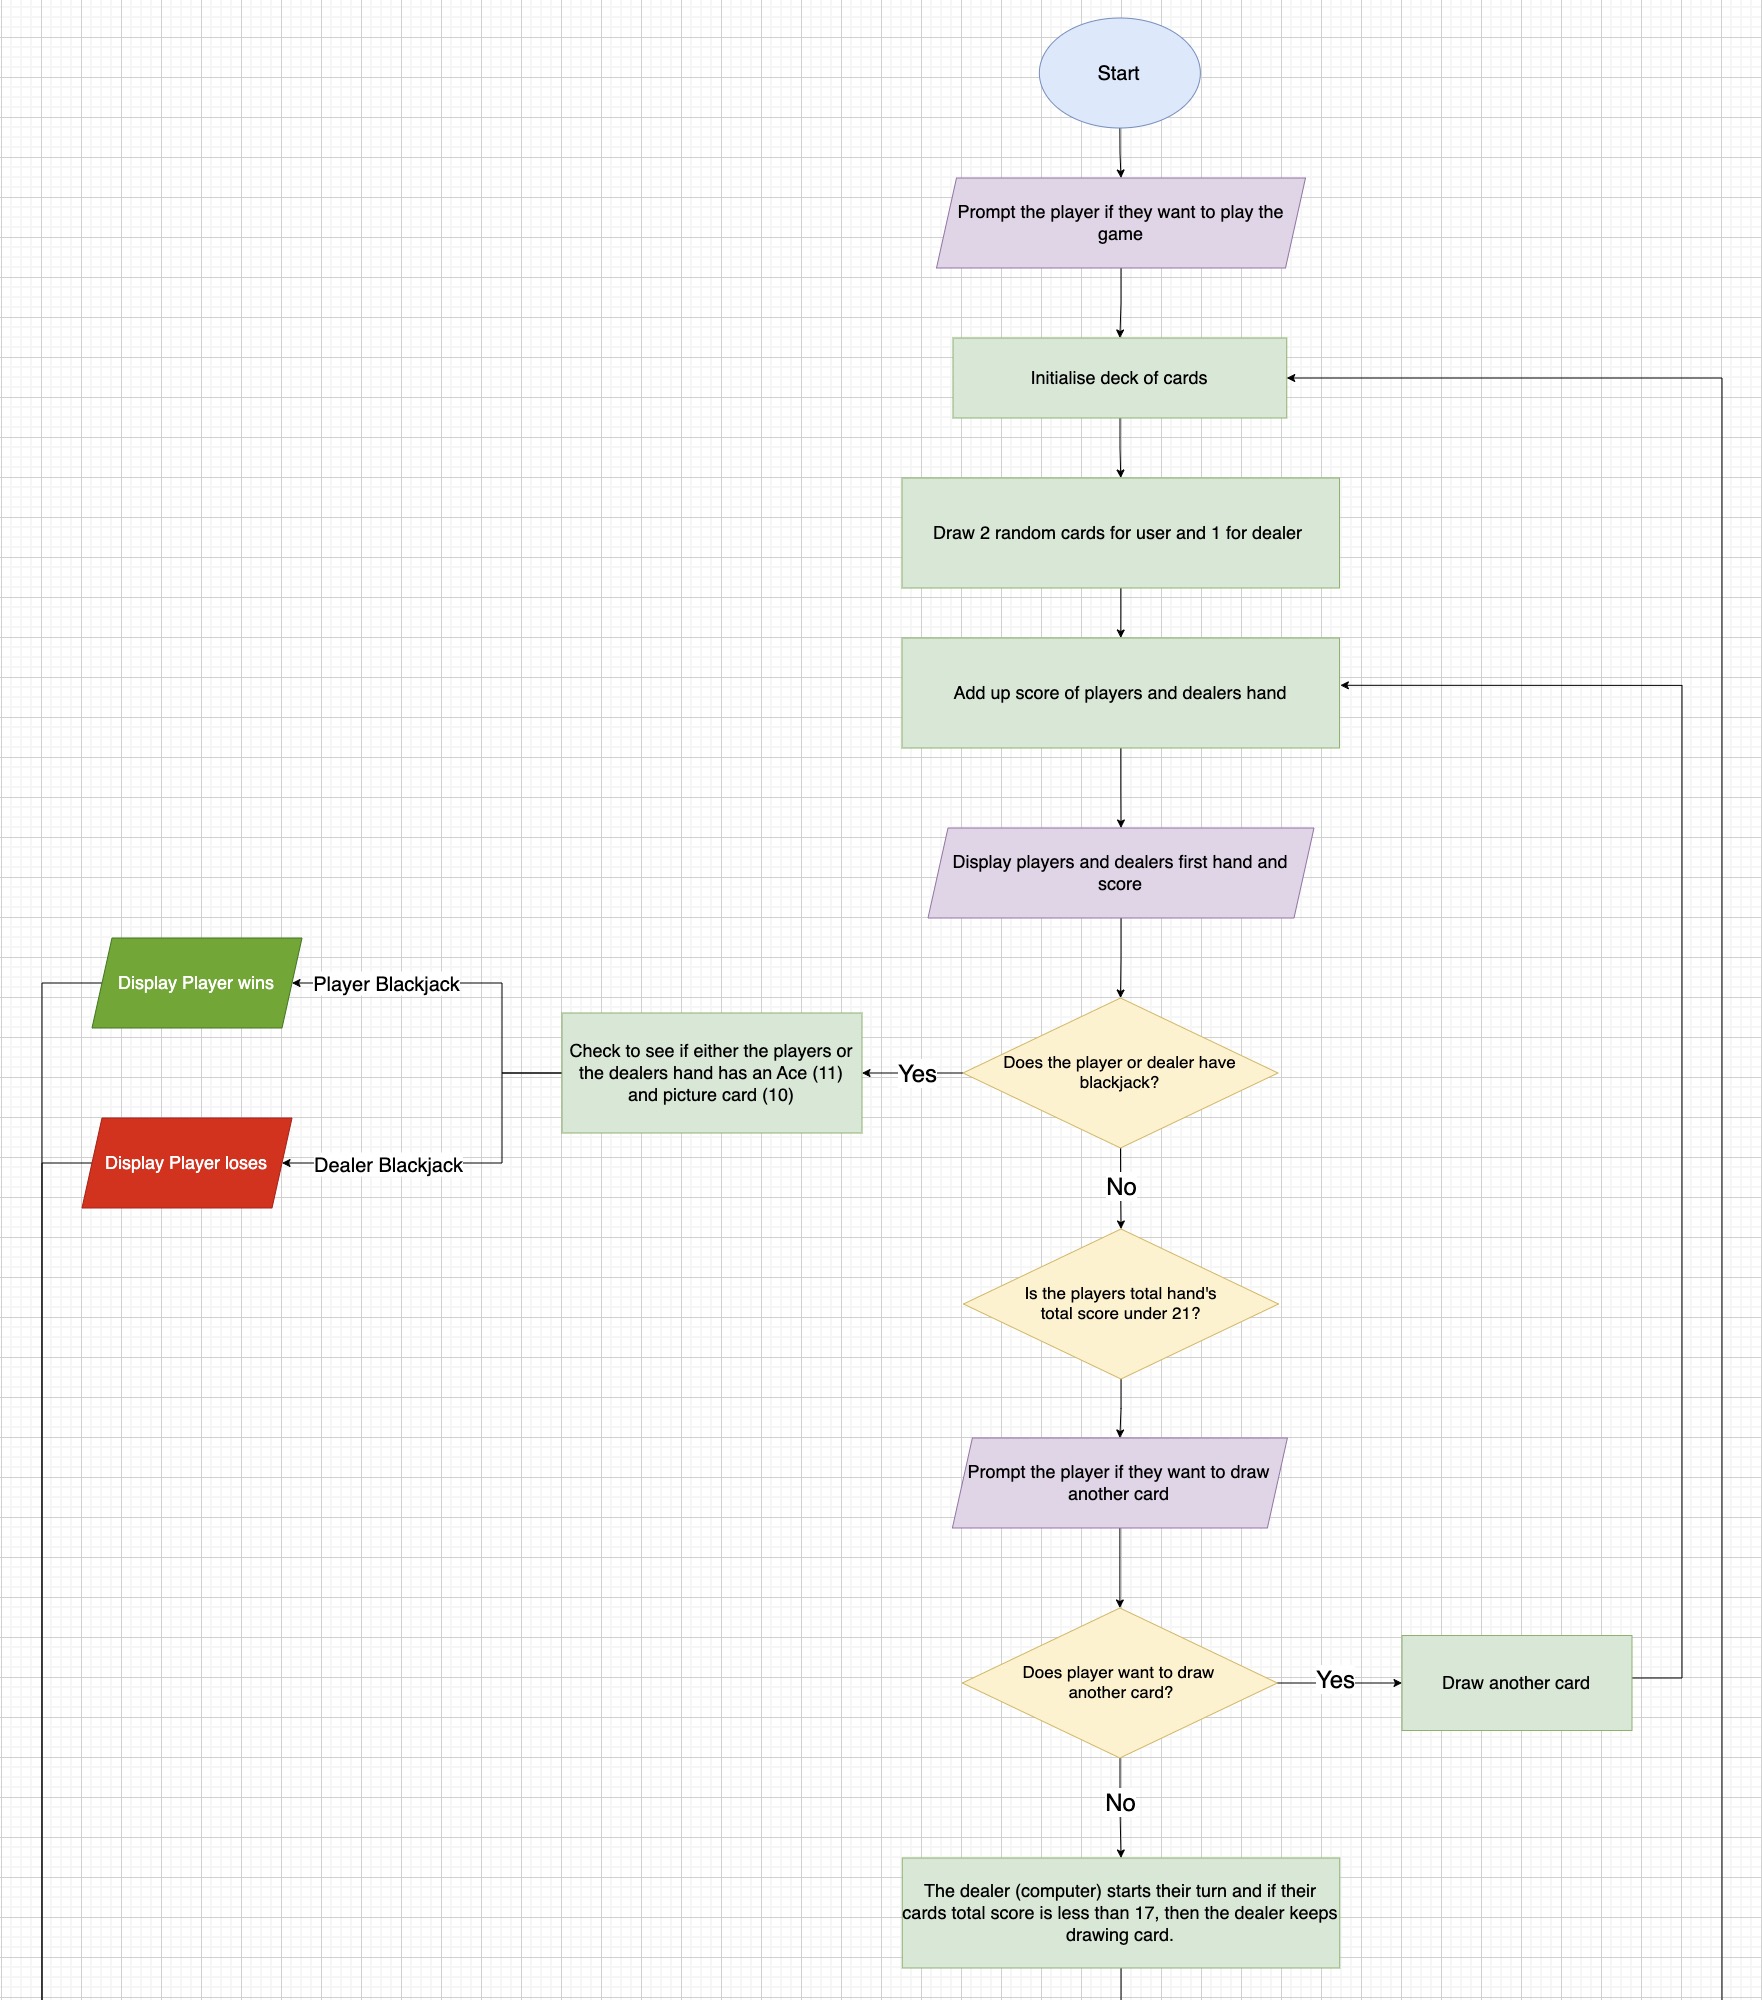 Start
Prompt the player if they want to play the
game
Initialise deck of cards
Draw 2 random cards for user and 1 for dealer
Add up score of players and dealers hand
Display players and dealers first hand and
score
Does the player or dealer have
blackjack?
Yes
Check to see if either the players or
the dealers hand has an Ace (11)
and picture card (10)
Player Blackjack
Display Player wins
Dealer Blackjack
Display Player loses
No
Is the players total hand's
total score under 21?
Prompt the player if they want to draw
another card
Does player want to draw
another card?
Yes
Draw another card
No
The dealer (computer) starts their turn and if their
cards total score is less than 17, then the dealer keeps
drawing card.